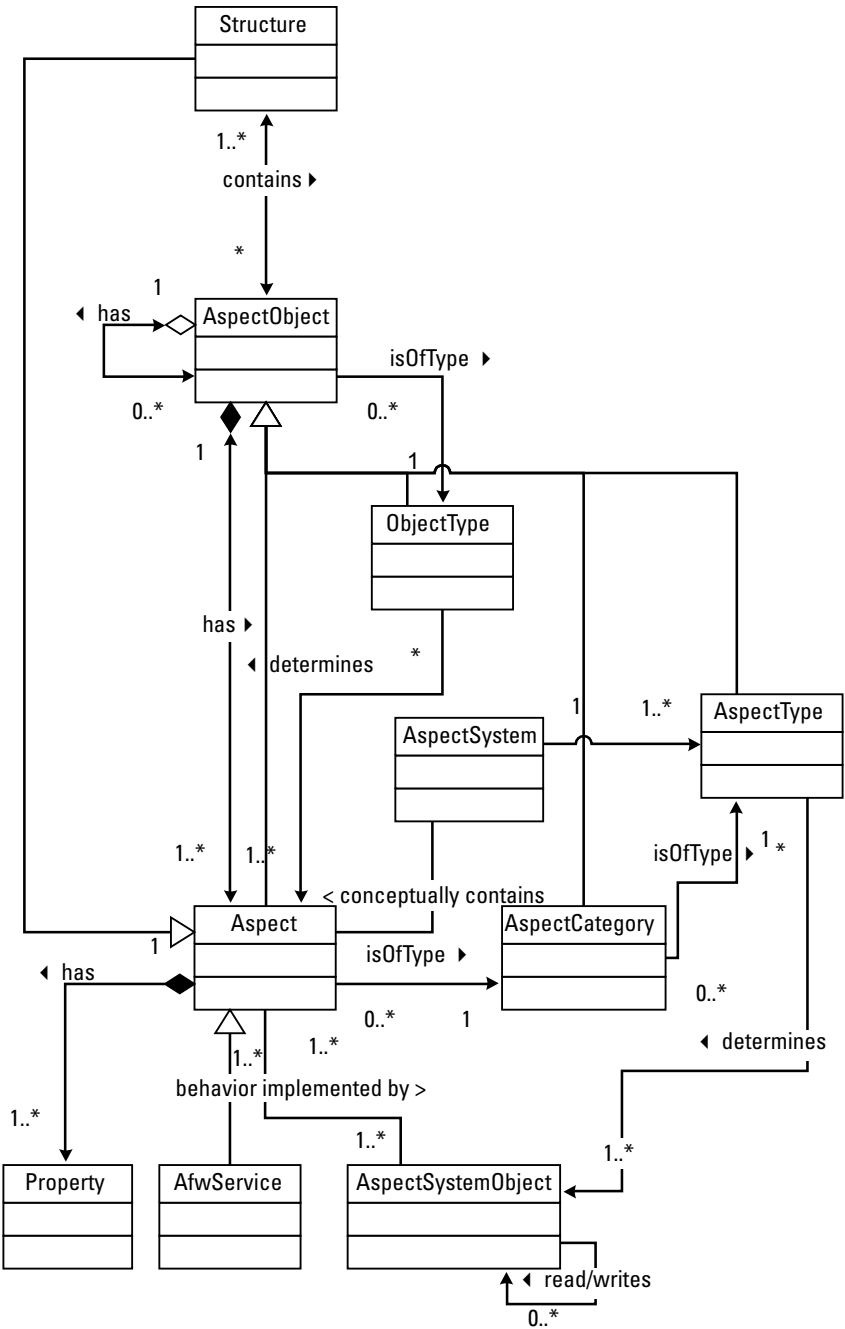 Structure
1..*
contains ▶
*
1
◀ has
AspectObject
isOfType ▶
0..*
0..*
1
1
ObjectType
has ▶
*
◀ determines
1
1..*
AspectType
AspectSystem
1..*
1..*
isOfType ▶
1
*
< conceptually contains
Aspect
AspectCategory
1
isOfType ▶
◀ has
0..*
1
0..*
1..*
1..*
◀ determines
behavior implemented by >
1..*
1..*
1..*
Property
AfwService
AspectSystemObject
◀ read/writes
0..*